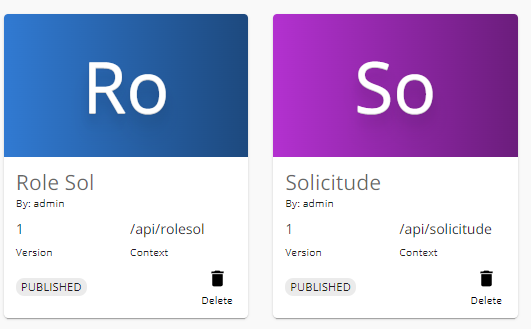 Ro
Role Sol
By: admin
1
/api/rolesol
Version
Context
PUBLISHED
Delete
So
Solicitude
By: admin
1
/api/solicitude
Version
Context
PUBLISHED
Delete